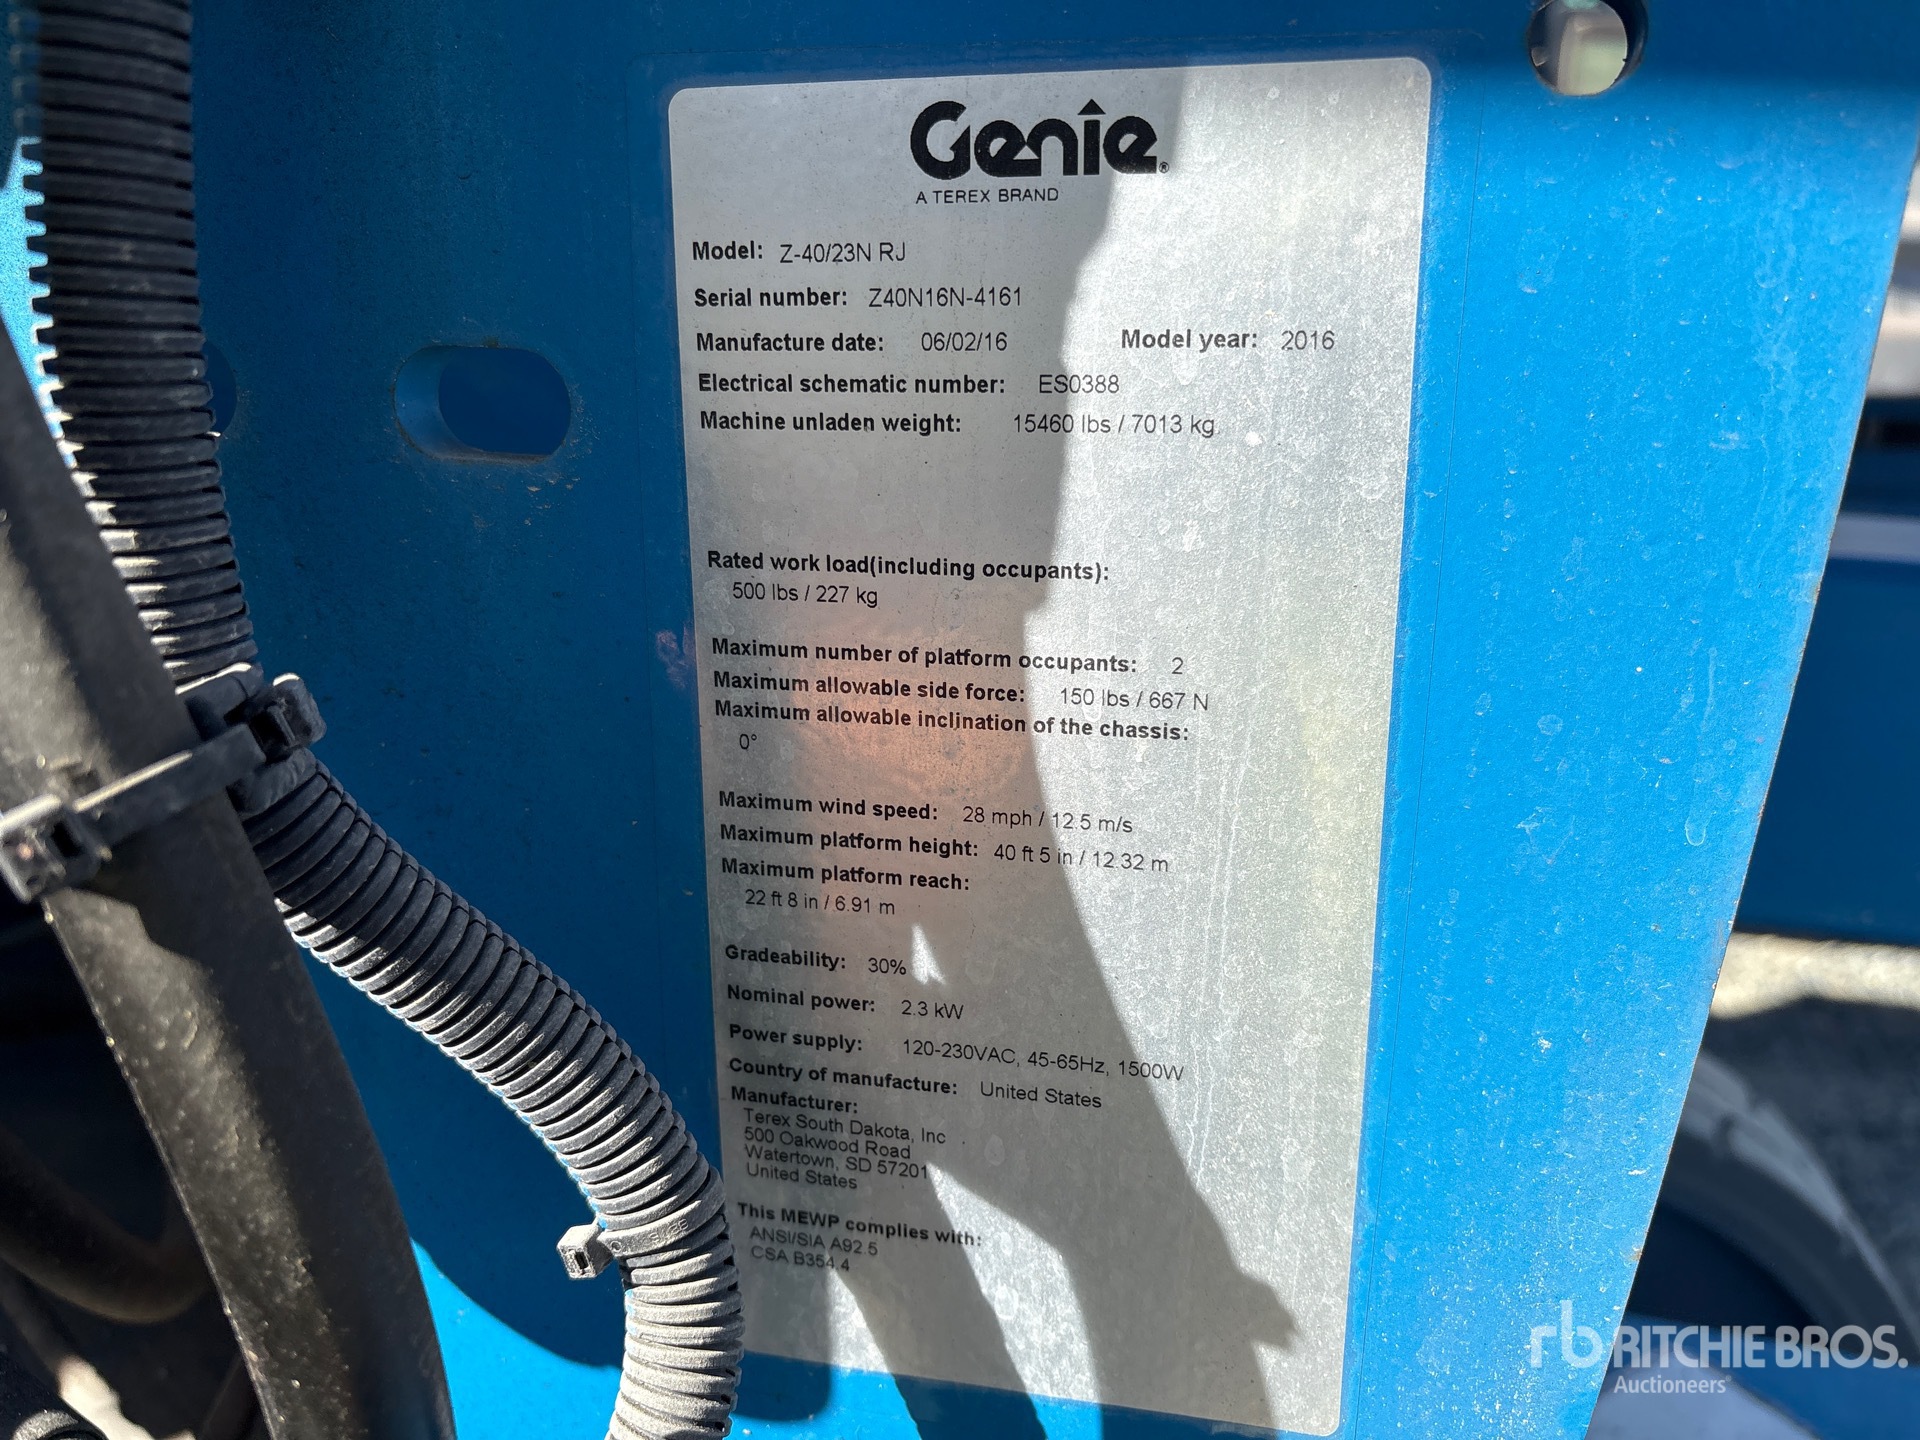 Genie®
A TEREX BRAND
Model: Z-40/23N RJ
Serial number: Z40N16N-4161
Manufacture date: 06/02/16 Model year: 2016
Electrical schematic number: ES0388
Machine unladen weight: 15460 lbs / 7013 kg
Rated work load(including occupants):
500 lbs / 227 kg
Maximum number of platform occupants: 2
Maximum allowable side force: 150 lbs / 667 N
Maximum allowable inclination of the chassis:
0°
Maximum wind speed: 28 mph / 12.5 m/s
Maximum platform height: 40 ft 5 in / 12.32 m
Maximum platform reach:
22 ft 8 in / 6.91 m
Gradeability: 30%
Nominal power: 2.3 kW
Power supply: 120-230VAC, 45-65Hz, 1500W
Country of manufacture: United States
Manufacturer:
Terex South Dakota, Inc
500 Oakwood Road
Watertown, SD 57201
United States
This MEWP complies with:
ANSI/SIA A92.5
CSA B354.4
rb RITCHIE BROS.
Auctioneers